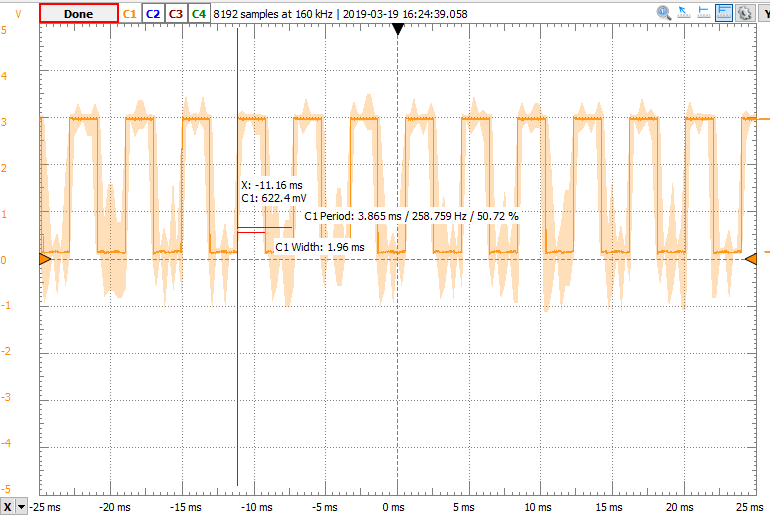 V Done C1 C2 C3 C4 8192 samples at 160 kHz | 2019-03-19 16:24:39.058 Y
5
4
3
2
X: -11.16 ms
C1: 622.4 mV
1
C1 Period: 3.865 ms / 258.759 Hz / 50.72 %
C1 Width: 1.96 ms
0
-1
-2
-3
-4
-5
X -25 ms -20 ms -15 ms -10 ms -5 ms 0 ms 5 ms 10 ms 15 ms 20 ms 25 ms